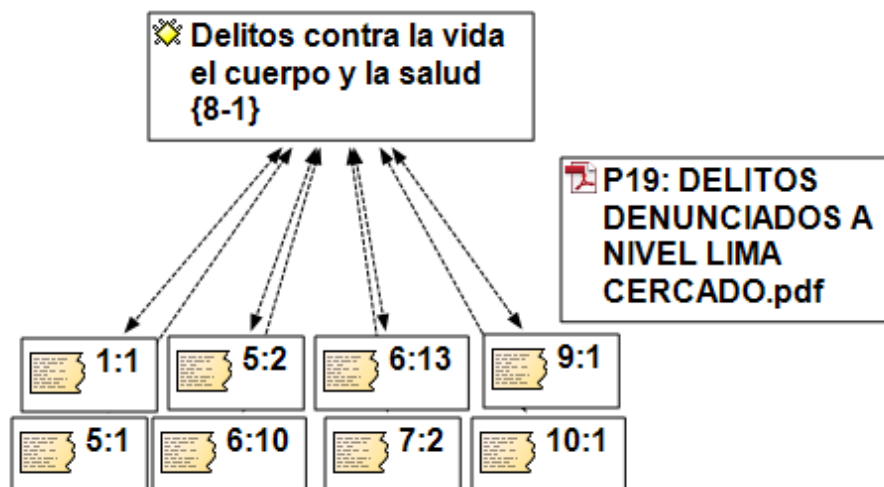 Delitos contra la vida
el cuerpo y la salud
{8-1}
P19: DELITOS
DENUNCIADOS A
NIVEL LIMA
CERCADO.pdf
1:1
5:2
6:13
9:1
5:1
6:10
7:2
10:1